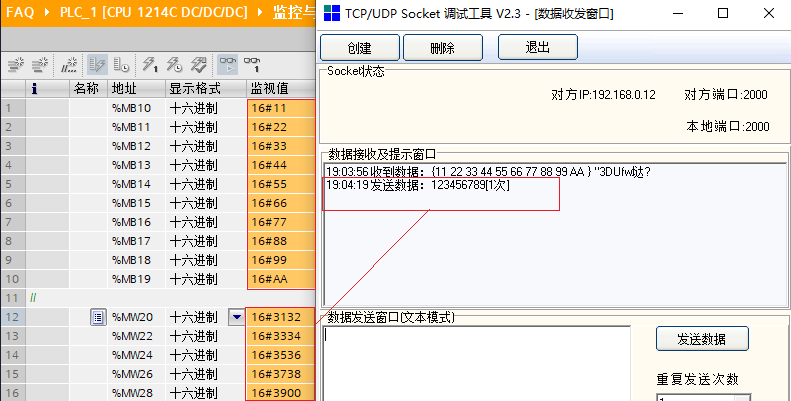 FAQ ▸ PLC_1 [CPU 1214C DC/DC/DC] ▸ 监控与
TCP/UDP Socket 调试工具 V2.3 - [数据收发窗口]
创建 删除 退出
Socket状态
对方IP:192.168.0.12 对方端口:2000
本地端口:2000
数据接收及提示窗口
19:03:56 收到数据：{11 22 33 44 55 66 77 88 99 AA } "3DUfw坘?
19:04:19 发送数据：123456789[1次]
数据发送窗口(文本模式)
发送数据
重复发送次数
1
i 名称 地址 显示格式 监视值
1 %MB10 十六进制 16#11
2 %MB11 十六进制 16#22
3 %MB12 十六进制 16#33
4 %MB13 十六进制 16#44
5 %MB14 十六进制 16#55
6 %MB15 十六进制 16#66
7 %MB16 十六进制 16#77
8 %MB17 十六进制 16#88
9 %MB18 十六进制 16#99
10 %MB19 十六进制 16#AA
11 //
12 %MW20 十六进制 16#3132
13 %MW22 十六进制 16#3334
14 %MW24 十六进制 16#3536
15 %MW26 十六进制 16#3738
16 %MW28 十六进制 16#3900